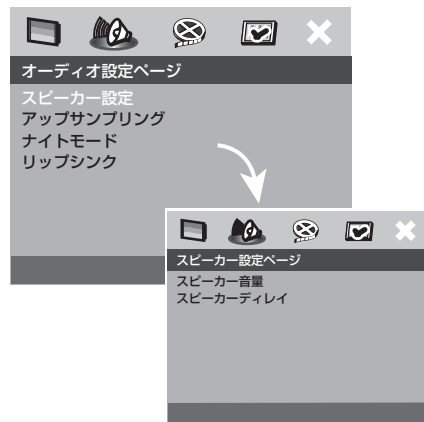 オーディオ設定ページ
スピーカー設定
アップサンプリング
ナイトモード
リップシンク
スピーカー設定ページ
スピーカー音量
スピーカーディレイ